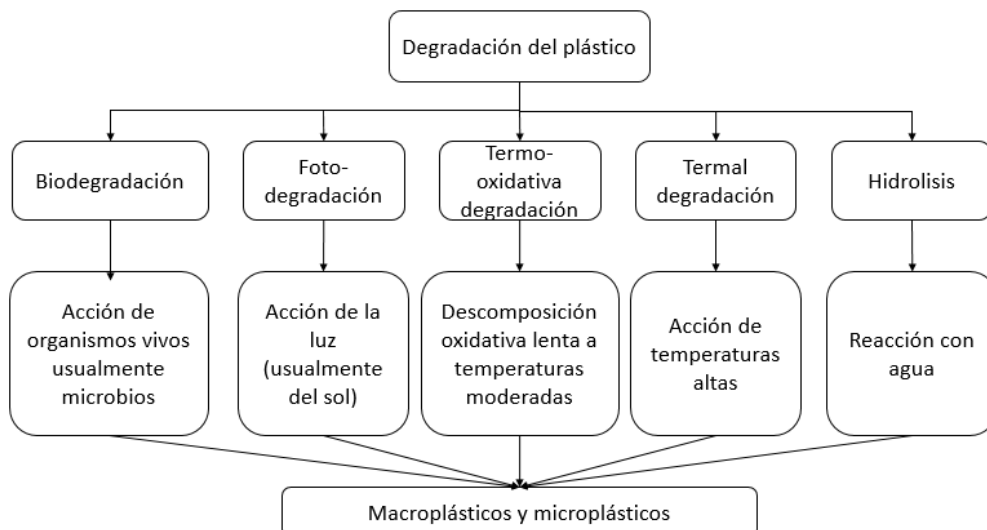 Degradación del plástico
Biodegradación
Foto-
degradación
Termo-
oxidativa
degradación
Termal
degradación
Hidrolisis
Acción de
organismos vivos
usualmente
microbios
Acción de la
luz
(usualmente
del sol)
Descomposición
oxidativa lenta a
temperaturas
moderadas
Acción de
temperaturas
altas
Reacción con
agua
Macroplásticos y microplásticos